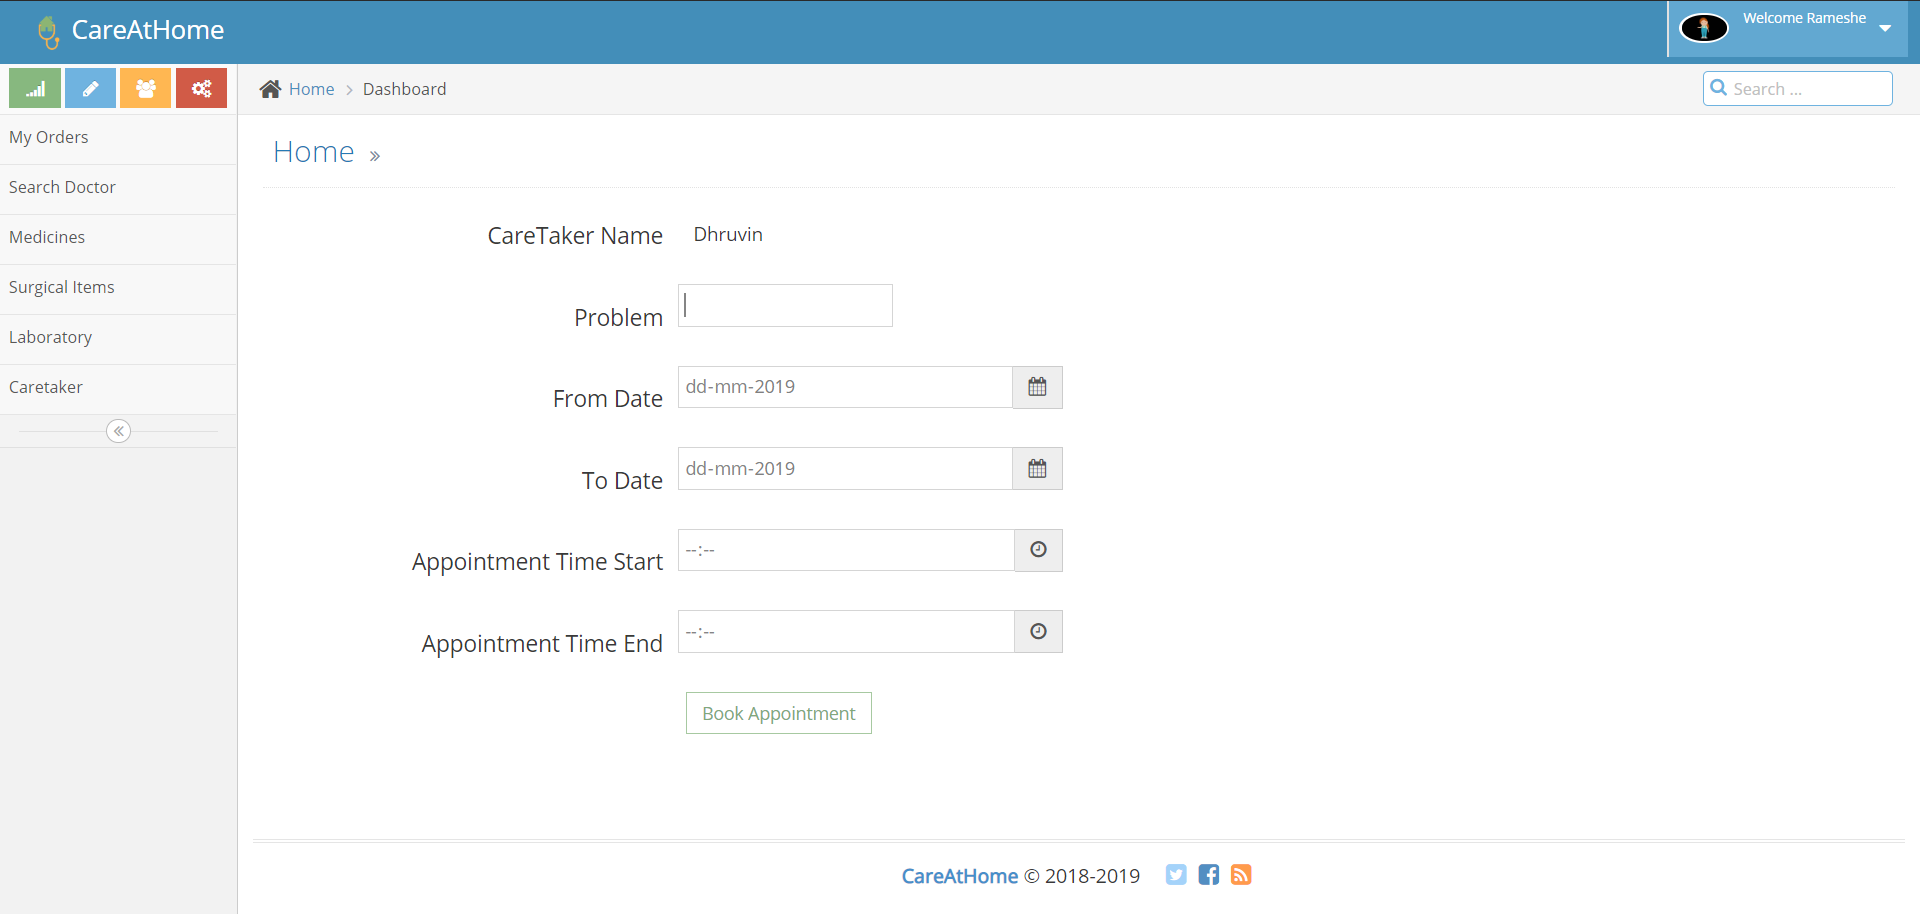 CareAtHome
Welcome Rameshe
Home
Dashboard
Search ...
My Orders
Search Doctor
Medicines
Surgical Items
Laboratory
Caretaker
Home »
CareTaker Name Dhruvin
Problem
From Date dd-mm-2019
To Date dd-mm-2019
Appointment Time Start --:--
Appointment Time End --:--
Book Appointment
CareAtHome © 2018-2019